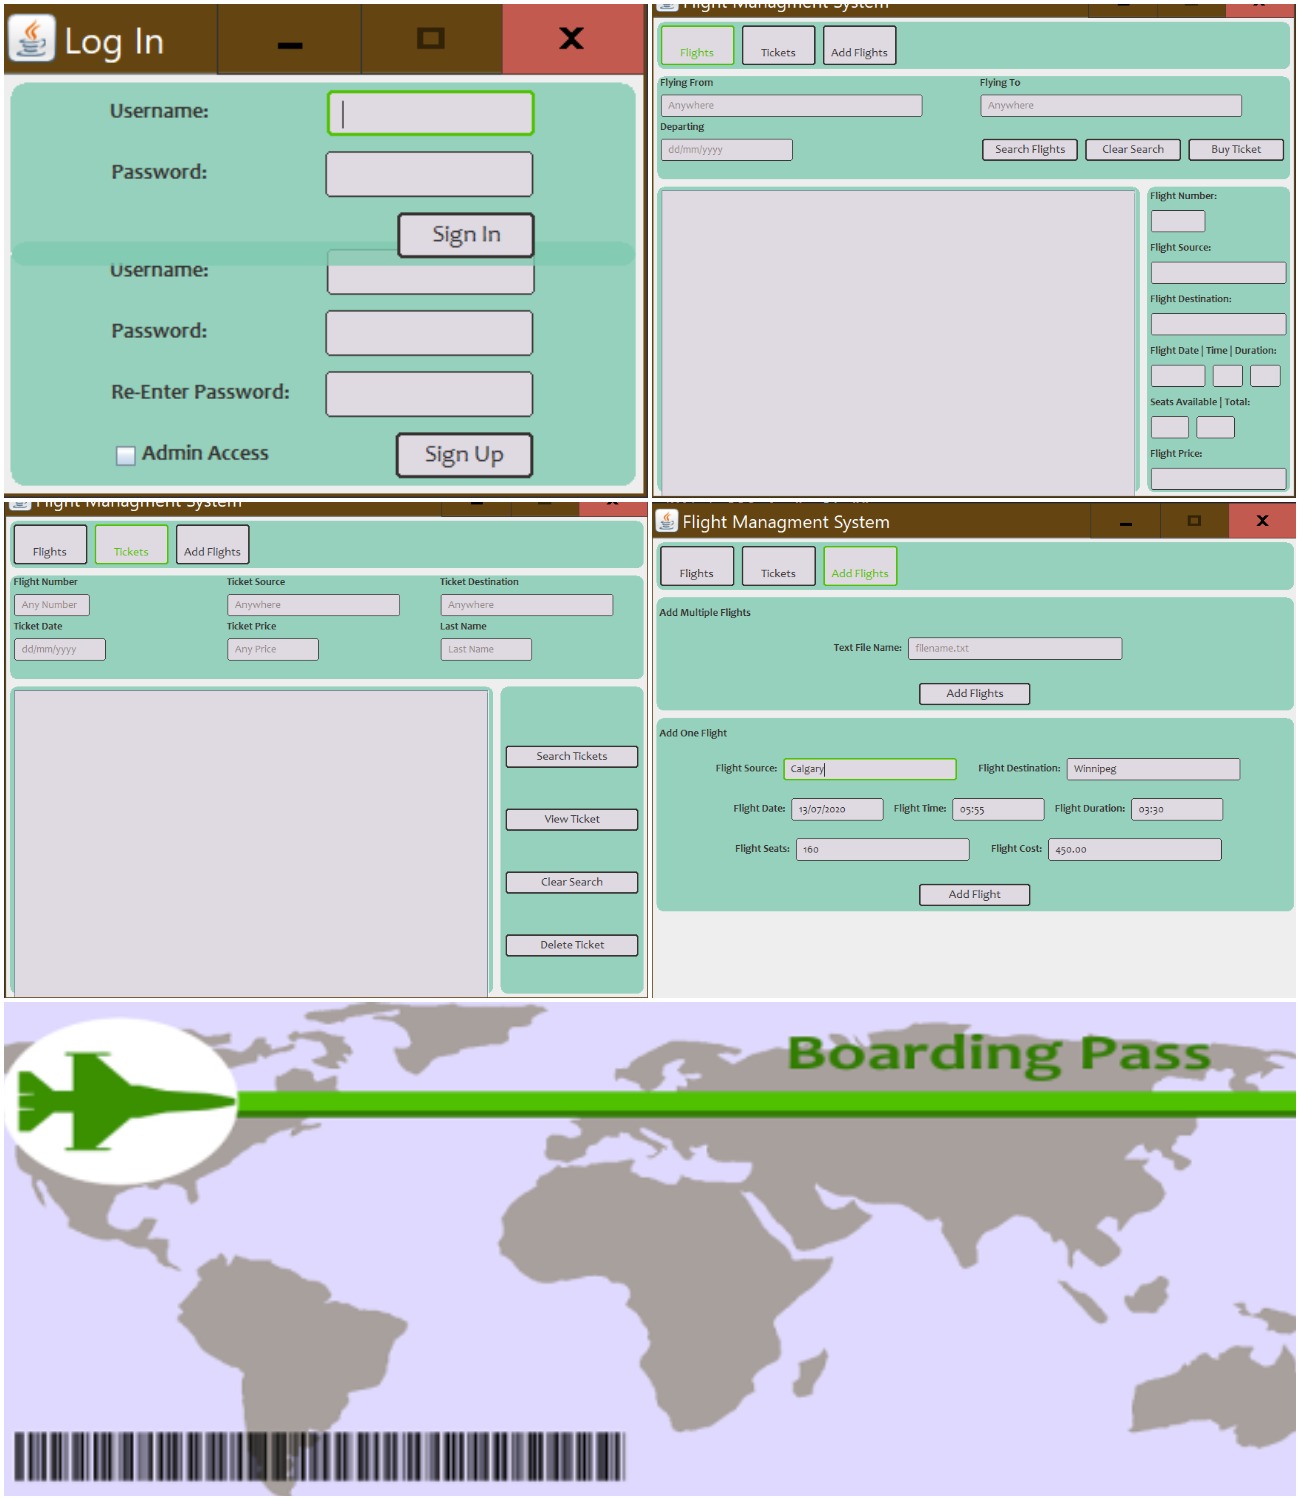 Log In
Username:
Password:
Sign In
Username:
Password:
Re-Enter Password:
Admin Access
Sign Up
Flight Managment System
Flights Tickets Add Flights
Flying From Flying To
Anywhere Anywhere
Departing
dd/mm/yyyy Search Flights Clear Search Buy Ticket
Flight Number:
Flight Source:
Flight Destination:
Flight Date | Time | Duration:
Seats Available | Total:
Flight Price:
Flight Managment System
Flights Tickets Add Flights
Flight Number Ticket Source Ticket Destination
Any Number Anywhere Anywhere
Ticket Date Ticket Price Last Name
dd/mm/yyyy Any Price Last Name
Search Tickets
View Ticket
Clear Search
Delete Ticket
Flight Managment System
Flights Tickets Add Flights
Add Multiple Flights
Text File Name: filename.txt
Add Flights
Add One Flight
Flight Source: Calgary Flight Destination: Winnipeg
Flight Date: 13/07/2020 Flight Time: 05:55 Flight Duration: 03:30
Flight Seats: 160 Flight Cost: 450.00
Add Flight
Boarding Pass